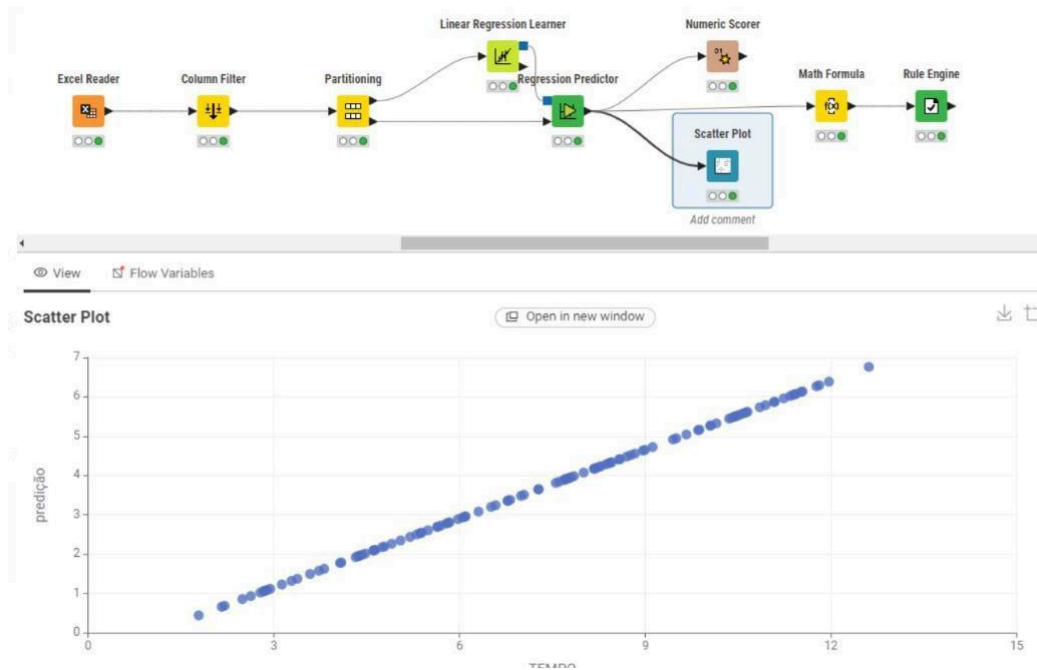 Linear Regression Learner
Numeric Scorer
Excel Reader
Column Filter
Partitioning
Regression Predictor
Math Formula
Rule Engine
Scatter Plot
Add comment
View
Flow Variables
Scatter Plot
Open in new window
7
6
5
4
3
2
1
0
predição
0
3
6
9
12
15
TEMPO